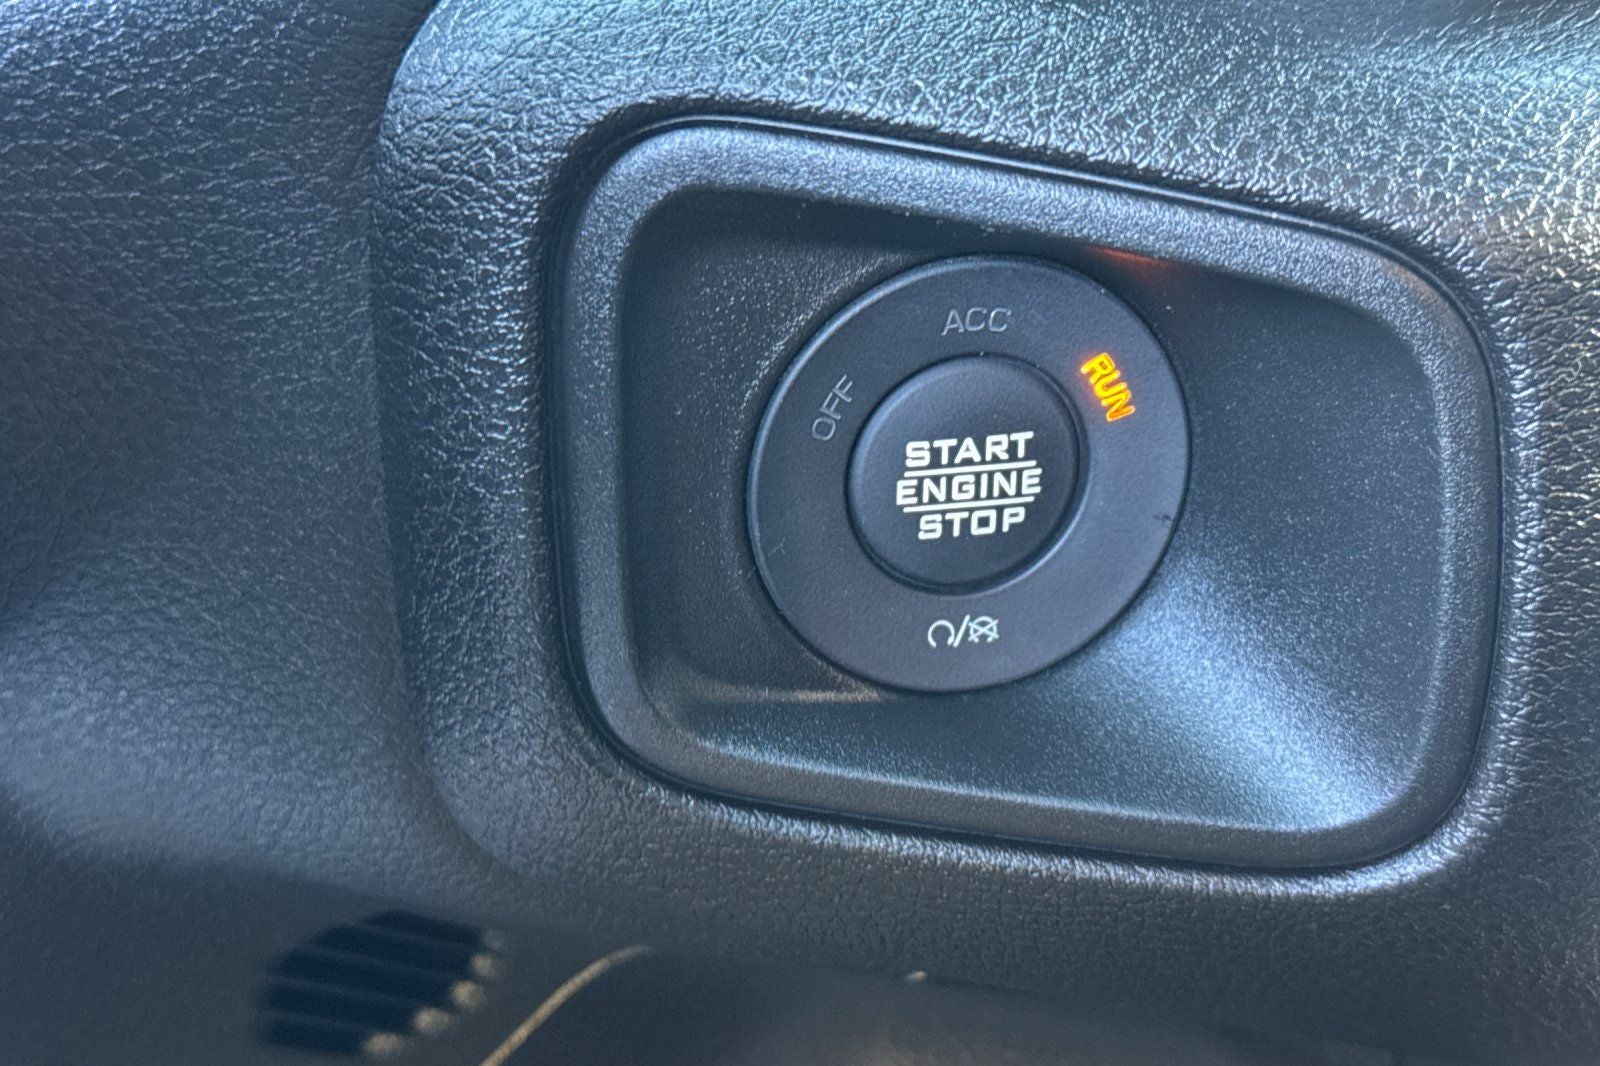 ACC
OFF
RUN
START
ENGINE
STOP